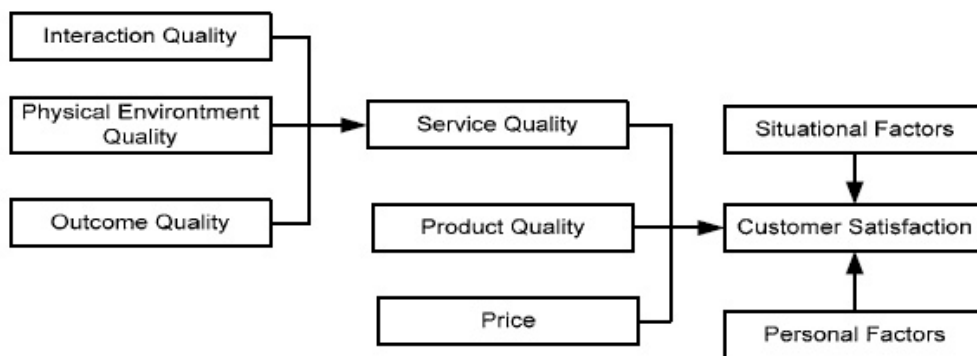 Interaction Quality
Physical Environtment
Quality
Outcome Quality
Service Quality
Product Quality
Price
Situational Factors
Customer Satisfaction
Personal Factors